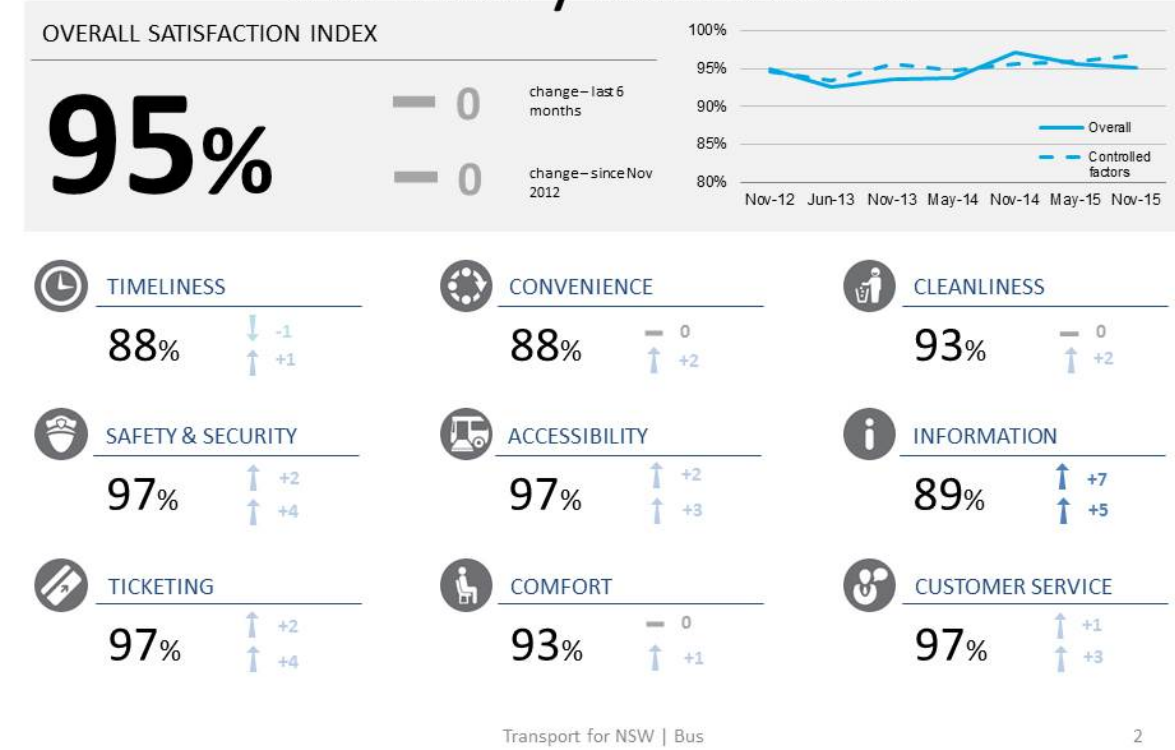 OVERALL SATISFACTION INDEX
95%
0
change – last 6
months
0
change – since Nov
2012
100%
95%
90%
85%
80%
Overall
Controlled
factors
Nov-12 Jun-13 Nov-13 May-14 Nov-14 May-15 Nov-15
TIMELINESS
88%
-1
+1
CONVENIENCE
88%
0
+2
CLEANLINESS
93%
0
+2
SAFETY & SECURITY
97%
+2
+4
ACCESSIBILITY
97%
+2
+3
INFORMATION
89%
+7
+5
TICKETING
97%
+2
+4
COMFORT
93%
0
+1
CUSTOMER SERVICE
97%
+1
+3
Transport for NSW | Bus
2